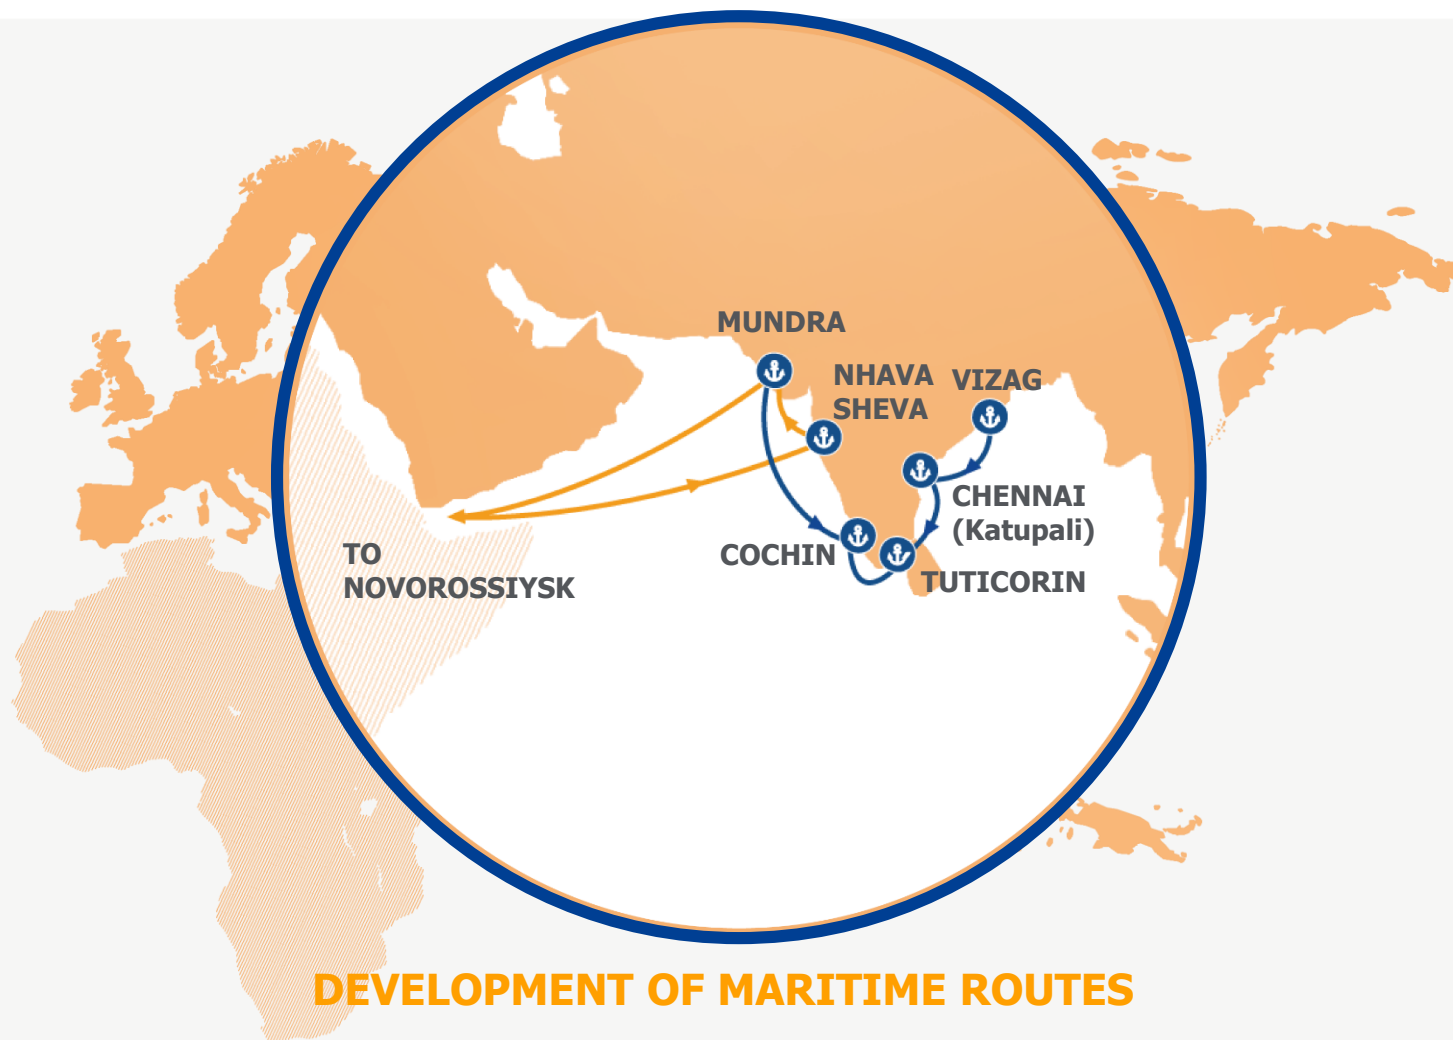 MUNDRA
NHAVA
SHEVA
VIZAG
CHENNAI
(Katupali)
COCHIN
TUTICORIN
TO
NOVOROSSIYSK
DEVELOPMENT OF MARITIME ROUTES